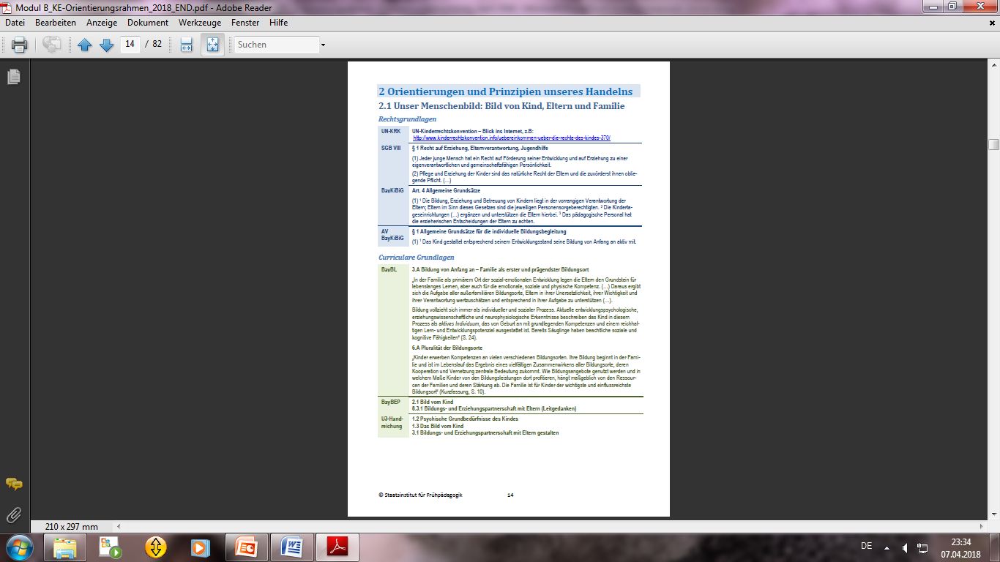 Modul B_KE-Orientierungsrahmen_2018_END.pdf - Adobe Reader
Datei Bearbeiten Anzeige Dokument Werkzeuge Fenster Hilfe
14 / 82 Suchen
2 Orientierungen und Prinzipien unseres Handelns
2.1 Unser Menschenbild: Bild von Kind, Eltern und Familie
Rechtsgrundlagen
UN-KRK UN-Kinderrechtskonvention – Blick ins Internet, z.B:
http://www.kinderrechtskonvention.info/uebereinkommen-ueber-die-rechte-des-kindes-370/
SGB VIII § 1 Recht auf Erziehung, Elternverantwortung, Jugendhilfe
(1) Jeder junge Mensch hat ein Recht auf Förderung seiner Entwicklung und auf Erziehung zu einer
eigenverantwortlichen und gemeinschaftsfähigen Persönlichkeit.
(2) Pflege und Erziehung der Kinder sind das natürliche Recht der Eltern und die zuvörderst ihnen oblie-
gende Pflicht. (…)
BayKiBiG Art. 4 Allgemeine Grundsätze
(1) ¹ Die Bildung, Erziehung und Betreuung von Kindern liegt in der vorrangigen Verantwortung der
Eltern; Eltern im Sinn dieses Gesetzes sind die jeweiligen Personensorgeberechtigten. ² Die Kinderta-
geseinrichtungen (…) ergänzen und unterstützen die Eltern hierbei. ³ Das pädagogische Personal hat
die erzieherischen Entscheidungen der Eltern zu achten.
AV § 1 Allgemeine Grundsätze für die individuelle Bildungsbegleitung
BayKiBiG
(1) ¹ Das Kind gestaltet entsprechend seinem Entwicklungsstand seine Bildung von Anfang an aktiv mit.
Curriculare Grundlagen
BayBL 3.A Bildung von Anfang an – Familie als erster und prägendster Bildungsort
„In der Familie als primärem Ort der sozial-emotionalen Entwicklung legen die Eltern den Grundstein für
lebenslanges Lernen, aber auch für die emotionale, soziale und physische Kompetenz. (…) Daraus ergibt
sich die Aufgabe aller außerfamiliären Bildungsorte, Eltern in ihrer Unersetzlichkeit, ihrer Wichtigkeit und
ihrer Verantwortung wertzuschätzen und entsprechend in ihrer Aufgabe zu unterstützen (…).
Bildung vollzieht sich immer als individueller und sozialer Prozess. Aktuelle entwicklungspsychologische,
erziehungswissenschaftliche und neurophysiologische Erkenntnisse beschreiben das Kind in diesem
Prozess als aktives Individuum, das von Geburt an mit grundlegenden Kompetenzen und einem reichhal-
tigen Lern- und Entwicklungspotenzial ausgestattet ist. Bereits Säuglinge haben beachtliche soziale und
kognitive Fähigkeiten“ (S. 24).
6.A Pluralität der Bildungsorte
„Kinder erwerben Kompetenzen an vielen verschiedenen Bildungsorten. Ihre Bildung beginnt in der Fami-
lie und ist im Lebenslauf das Ergebnis eines vielfältigen Zusammenwirkens aller Bildungsorte, deren
Kooperation und Vernetzung zentrale Bedeutung zukommt. Wie Bildungsangebote genutzt werden und in
welchem Maße Kinder von den Bildungsleistungen dort profitieren, hängt maßgeblich von den Ressour-
cen der Familien und deren Stärkung ab. Die Familie ist für Kinder der wichtigste und einflussreichste
Bildungsort“ (Kurzfassung, S. 10).
BayBEP 2.1 Bild vom Kind
8.3.1 Bildungs- und Erziehungspartnerschaft mit Eltern (Leitgedanken)
U3-Hand- 1.2 Psychische Grundbedürfnisse des Kindes
reichung 1.3 Das Bild vom Kind
3.1 Bildungs- und Erziehungspartnerschaft mit Eltern gestalten
© Staatsinstitut für Frühpädagogik 14
210 x 297 mm
DE 23:34
07.04.2018